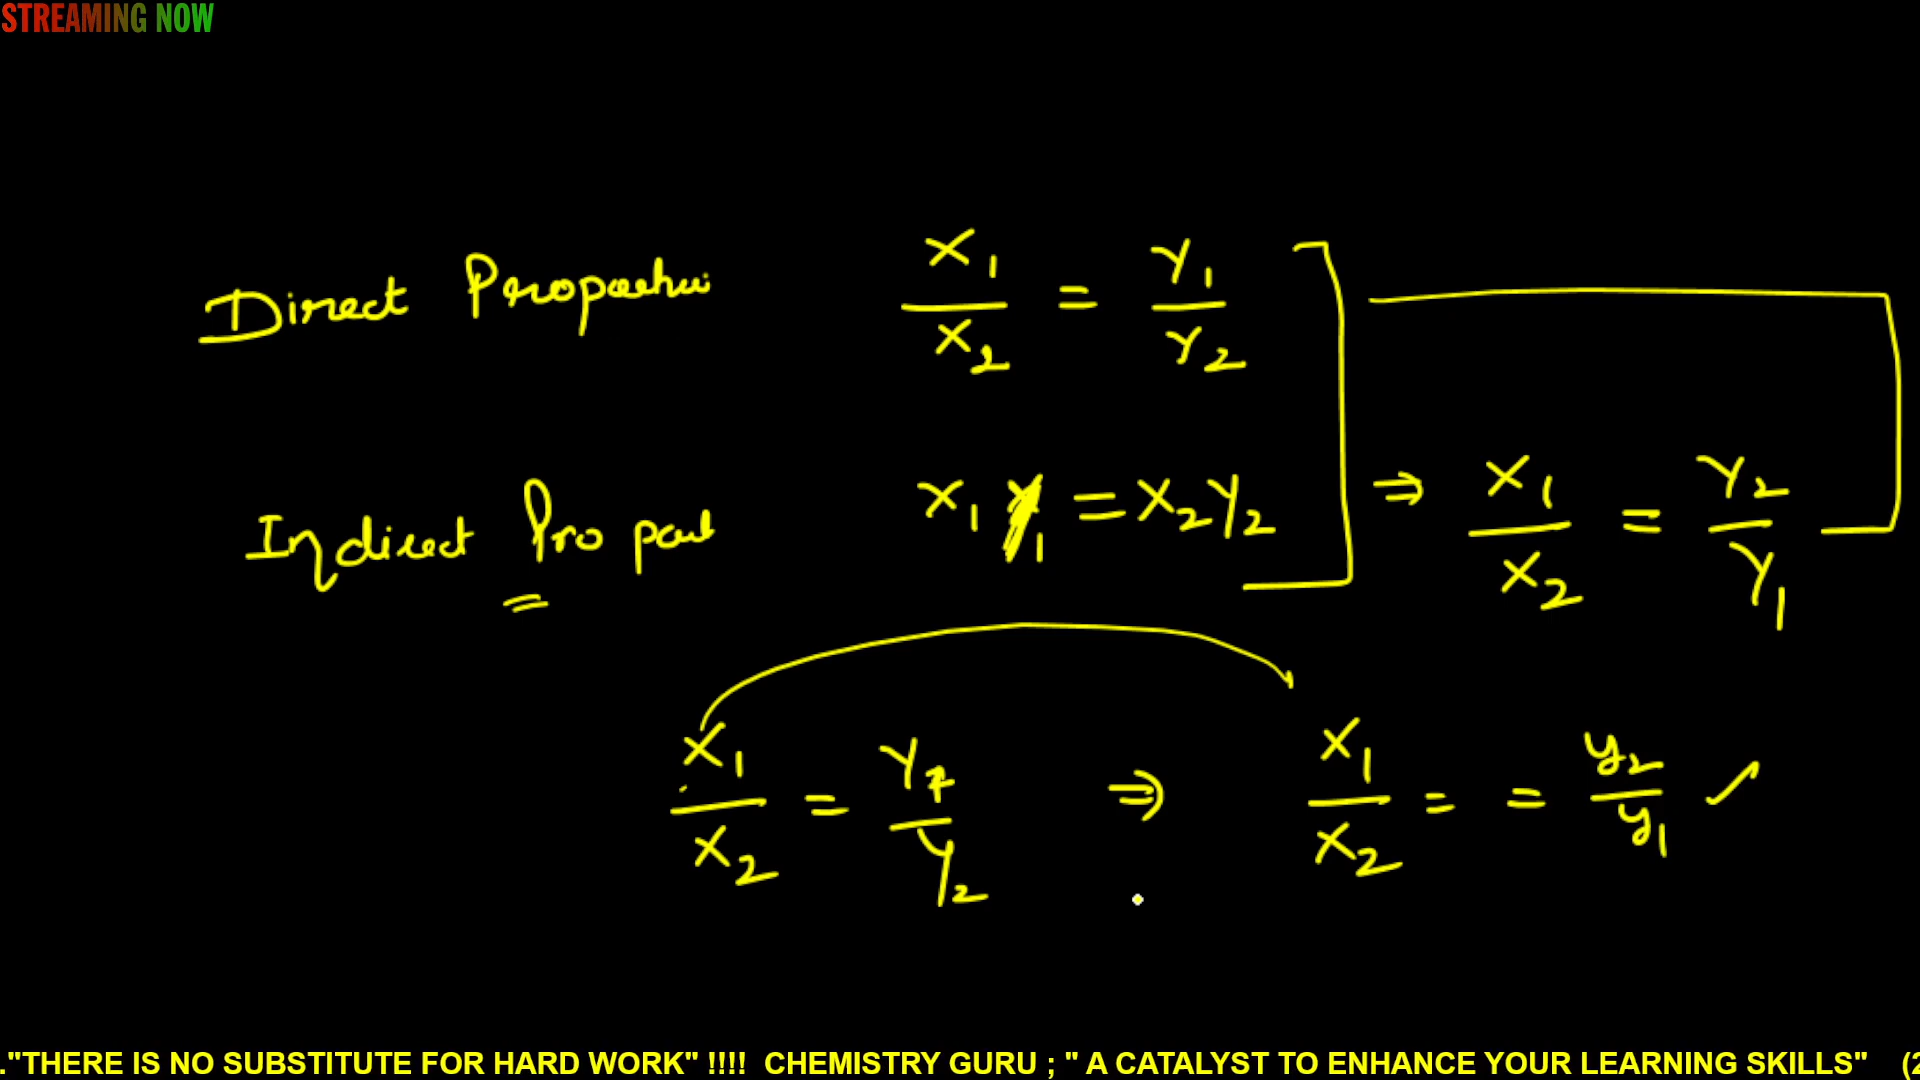 STREAMING NOW
Direct X₁/X₂ = Y₁/Y₂
Indirect Pro X₁ Y₁ = X₂Y₂ ⇒ X₁/X₂ = Y₂/Y₁
X₁/X₂ = Y₁/Y₂ ⇒ X₁/X₂ = = y₂/y₁
."THERE IS NO SUBSTITUTE FOR HARD WORK" !!!! CHEMISTRY GURU ; " A CATALYST TO ENHANCE YOUR LEARNING SKILLS" (2